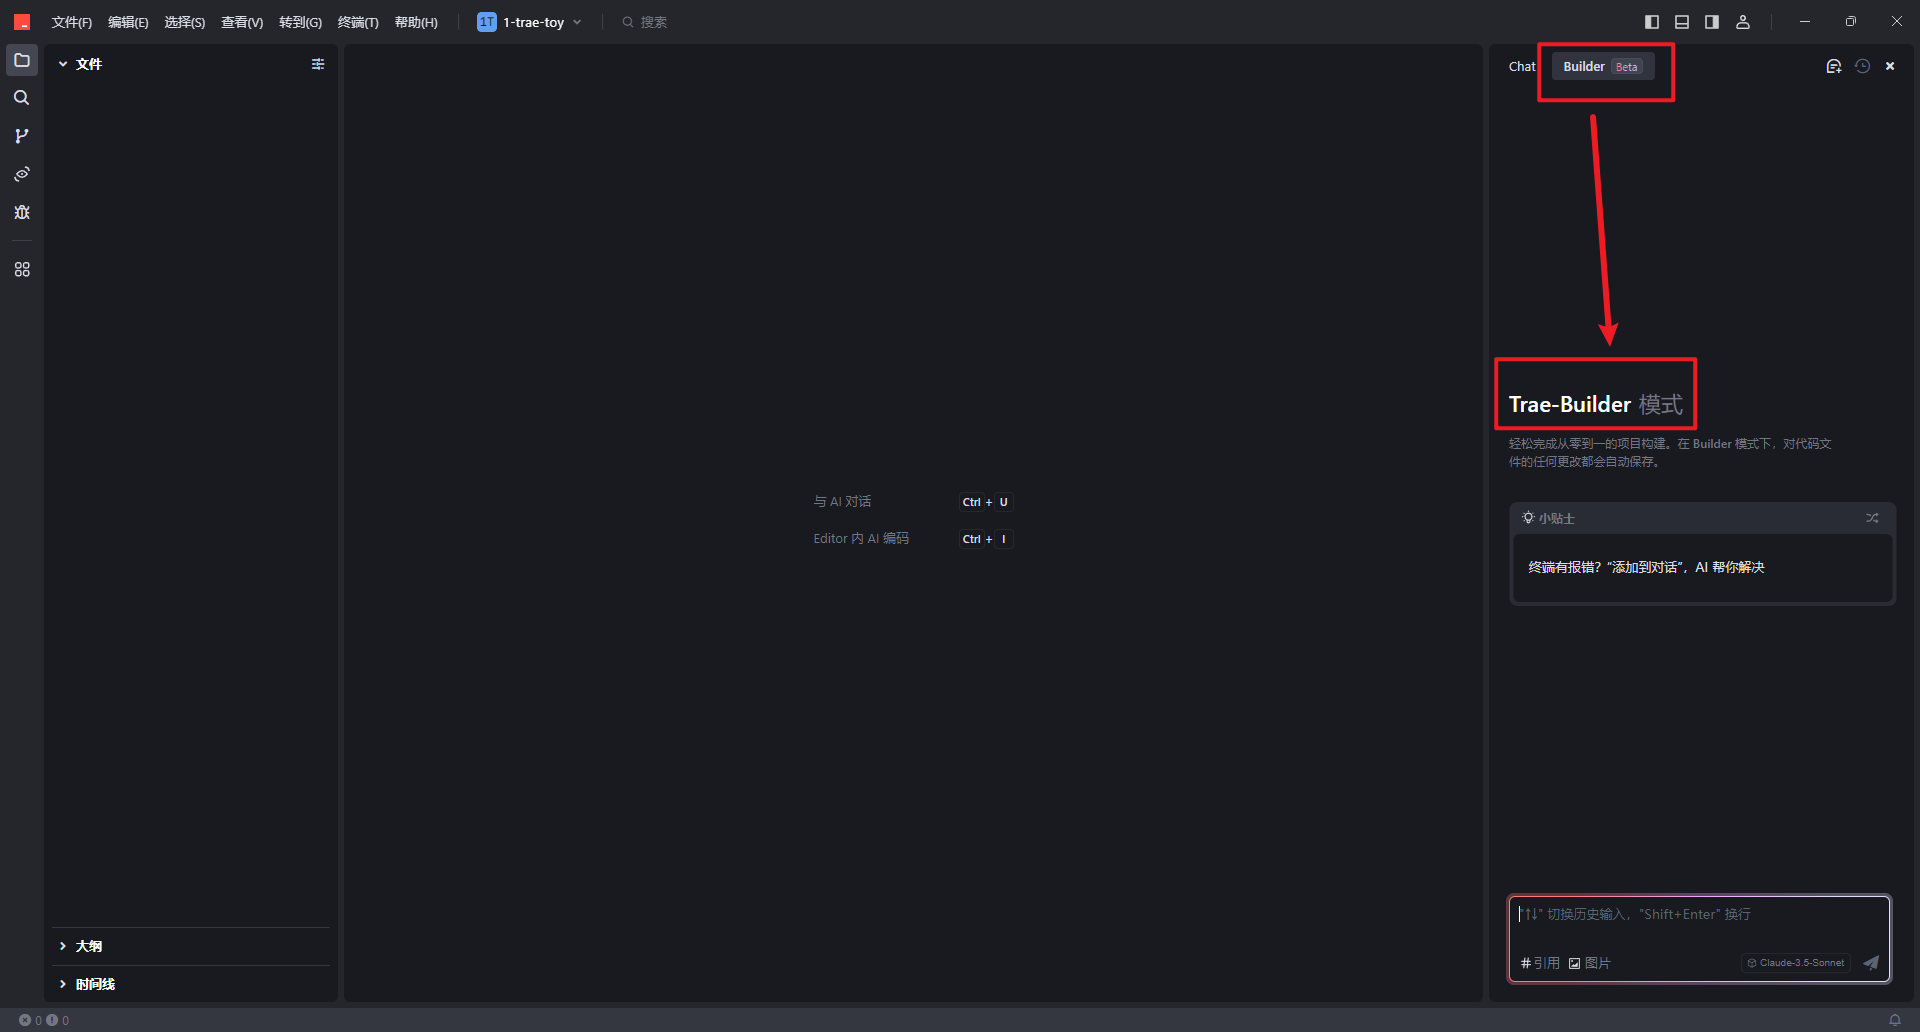 文件(F) 编辑(E) 选择(S) 查看(V) 转到(G) 终端(T) 帮助(H) 1T 1-trae-toy 搜索
文件
大纲
时间线
与 AI 对话 Ctrl + U
Editor 内 AI 编码 Ctrl + I
Chat Builder Beta
Trae-Builder 模式
轻松完成从零到一的项目构建。在 Builder 模式下，对代码文
件的任何更改都会自动保存。
小贴士
终端有报错？“添加到对话”，AI 帮你解决
"↑↓" 切换历史输入，"Shift+Enter" 换行
#引用 图片 Claude-3.5-Sonnet
0 0